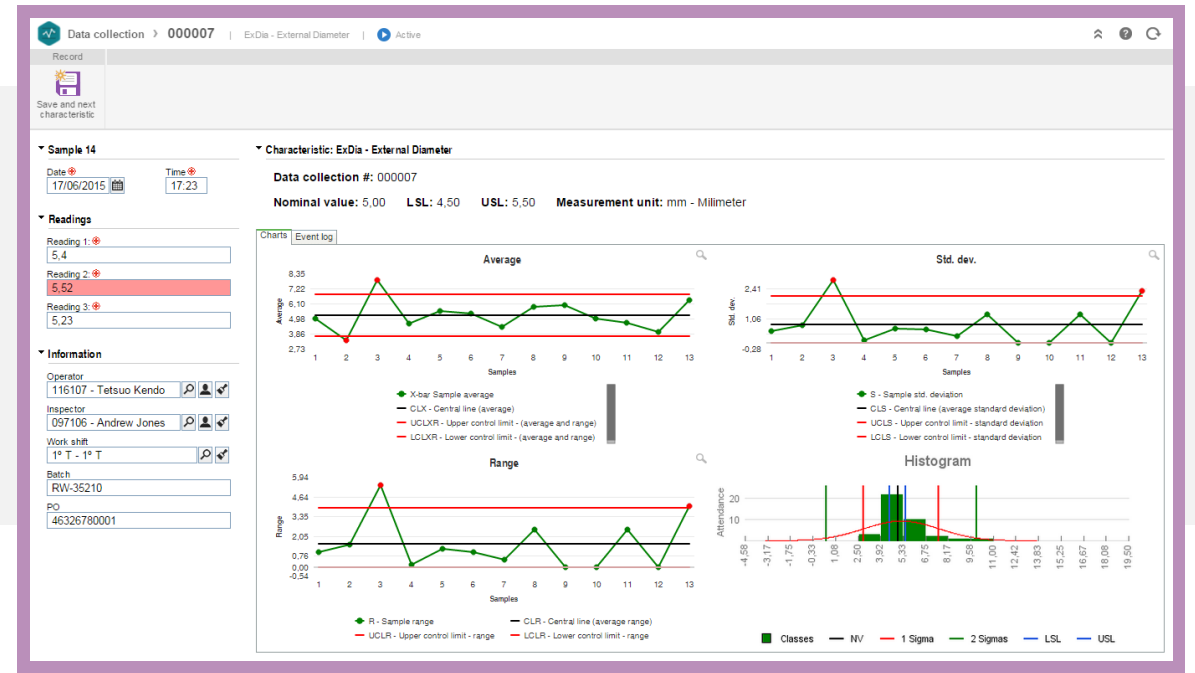 Data collection › 000007 | ExDia - External Diameter | Active
Record
Save and next
characteristic
Sample 14
Date
Time
17/06/2015
17:23
Readings
Reading 1:
5,4
Reading 2:
5,52
Reading 3:
5,23
Information
Operator
116107 - Tetsuo Kendo
Inspector
097106 - Andrew Jones
Work shift
1º T - 1º T
Batch
RW-35210
PO
46326780001
Characteristic: ExDia - External Diameter
Data collection #: 000007
Nominal value: 5,00 LSL: 4,50 USL: 5,50 Measurement unit: mm - Milimeter
Charts Event log
Average
Average
8,35
7,22
6,10
4,98
3,86
2,73
1 2 3 4 5 6 7 8 9 10 11 12 13
Samples
X-bar Sample average
CLX - Central line (average)
UCLXR - Upper control limit - (average and range)
LCLXR - Lower control limit - (average and range)
Std. dev.
Std. dev.
2,41
1,06
-0,28
1 2 3 4 5 6 7 8 9 10 11 12 13
Samples
S - Sample std. deviation
CLS - Central line (average standard deviation)
UCLS - Upper control limit - standard deviation
LCLS - Lower control limit - standard deviation
Range
Range
5,94
4,64
3,35
2,05
0,76
0,00
-0,54
1 2 3 4 5 6 7 8 9 10 11 12 13
Samples
R - Sample range
CLR - Central line (average range)
UCLR - Upper control limit - range
LCLR - Lower control limit - range
Histogram
Attendance
20
10
-4,58 -3,17 -1,75 -0,33 1,08 2,50 3,92 5,33 6,75 8,17 9,58 11,00 12,42 13,83 15,25 16,67 18,08 19,50
Classes NV 1 Sigma 2 Sigmas LSL USL